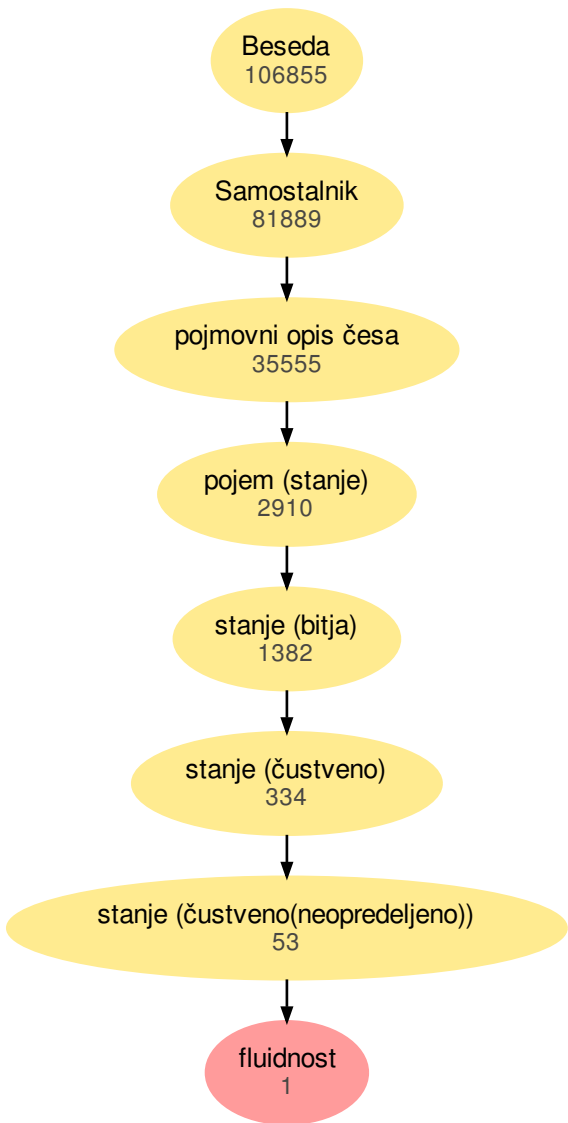 Beseda
106855
Samostalnik
81889
pojmovni opis česa
35555
pojem (stanje)
2910
stanje (bitja)
1382
stanje (čustveno)
334
stanje (čustveno(neopredeljeno))
53
fluidnost
1